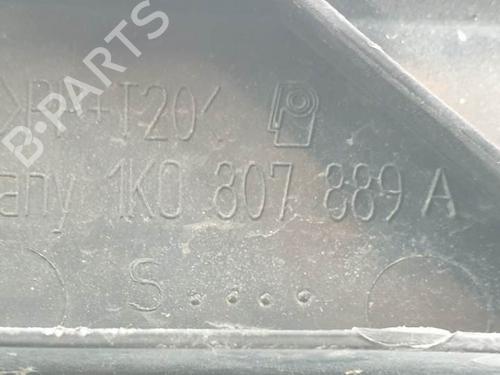 +T20<
1K0 807 889 A
S....
B-PARTS